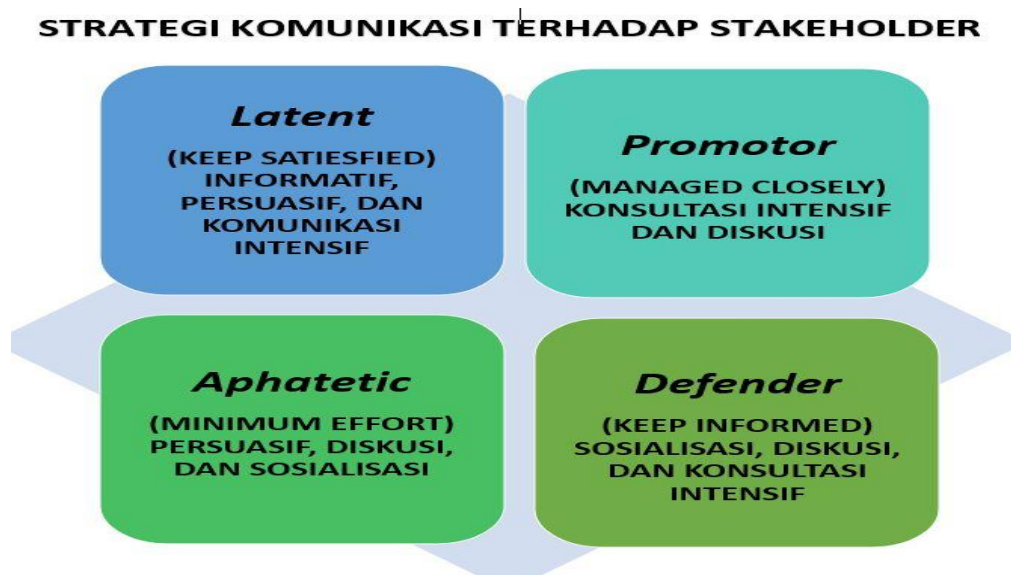 STRATEGI KOMUNIKASI TERHADAP STAKEHOLDER
Latent
(KEEP SATIESFIED)
INFORMATIF,
PERSUASIF, DAN
KOMUNIKASI
INTENSIF
Promotor
(MANAGED CLOSELY)
KONSULTASI INTENSIF
DAN DISKUSI
Aphatetic
(MINIMUM EFFORT)
PERSUASIF, DISKUSI,
DAN SOSIALISASI
Defender
(KEEP INFORMED)
SOSIALISASI, DISKUSI,
DAN KONSULTASI
INTENSIF